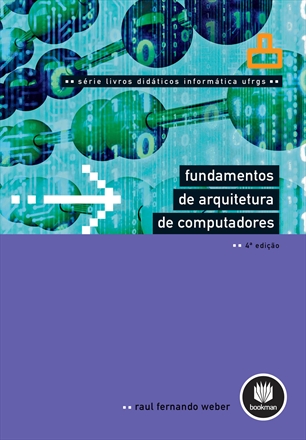 série livros didáticos informática ufrgs
fundamentos
de arquitetura
de computadores
4ª edição
raul fernando weber
bookman